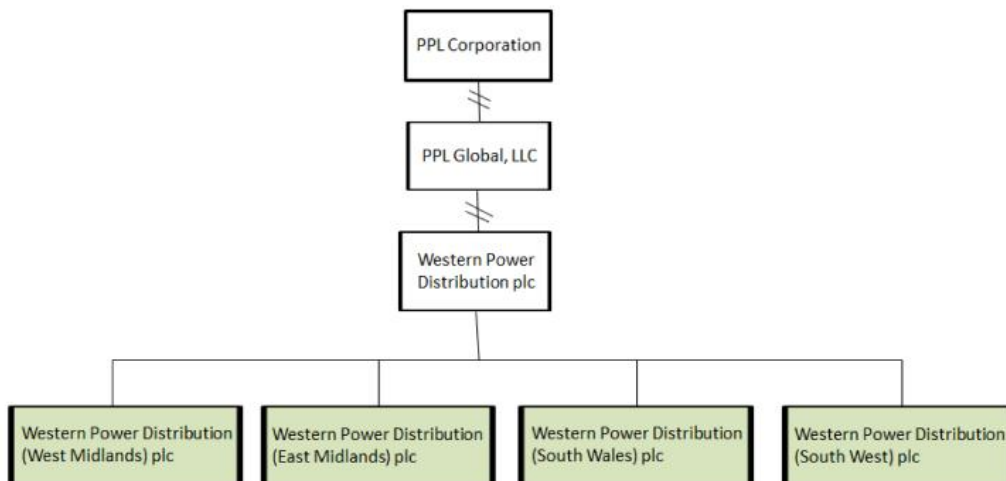 PPL Corporation
PPL Global, LLC
Western Power
Distribution plc
Western Power Distribution
(West Midlands) plc
Western Power Distribution
(East Midlands) plc
Western Power Distribution
(South Wales) plc
Western Power Distribution
(South West) plc